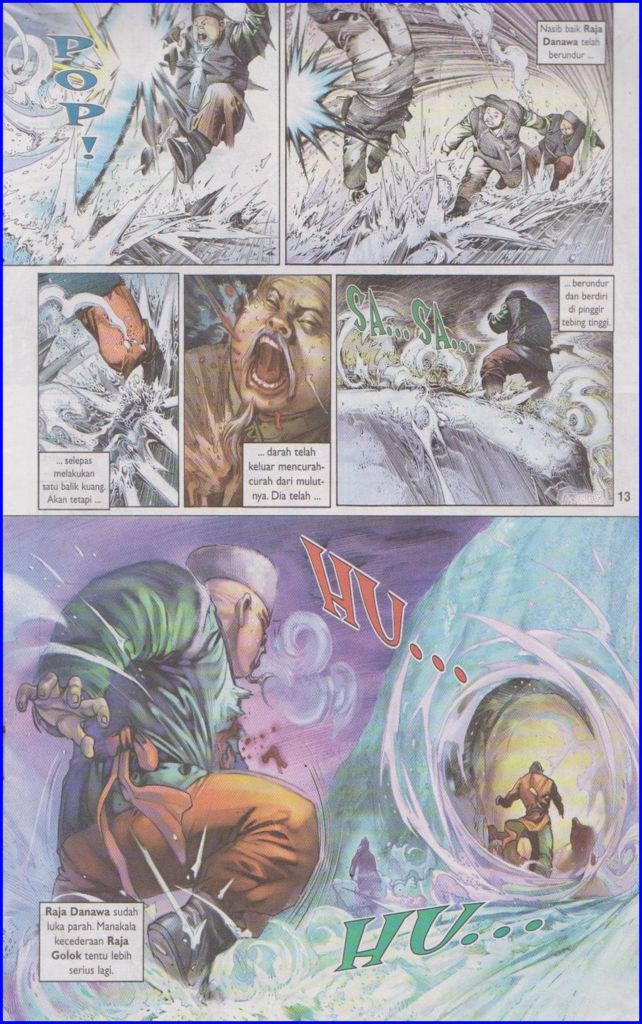 POP!
Nasib baik Raja
Danawa telah
berundur ...
... selepas
melakukan
satu balik kuang.
Akan tetapi ...
... darah telah
keluar mencurah-
curah dari mulut-
nya. Dia telah ...
SA... SA...
... berundur
dan berdiri
di pinggir
tebing tinggi.
13
HU...
HU...
Raja Danawa sudah
luka parah. Manakala
kecederaan Raja
Golok tentu lebih
serius lagi.